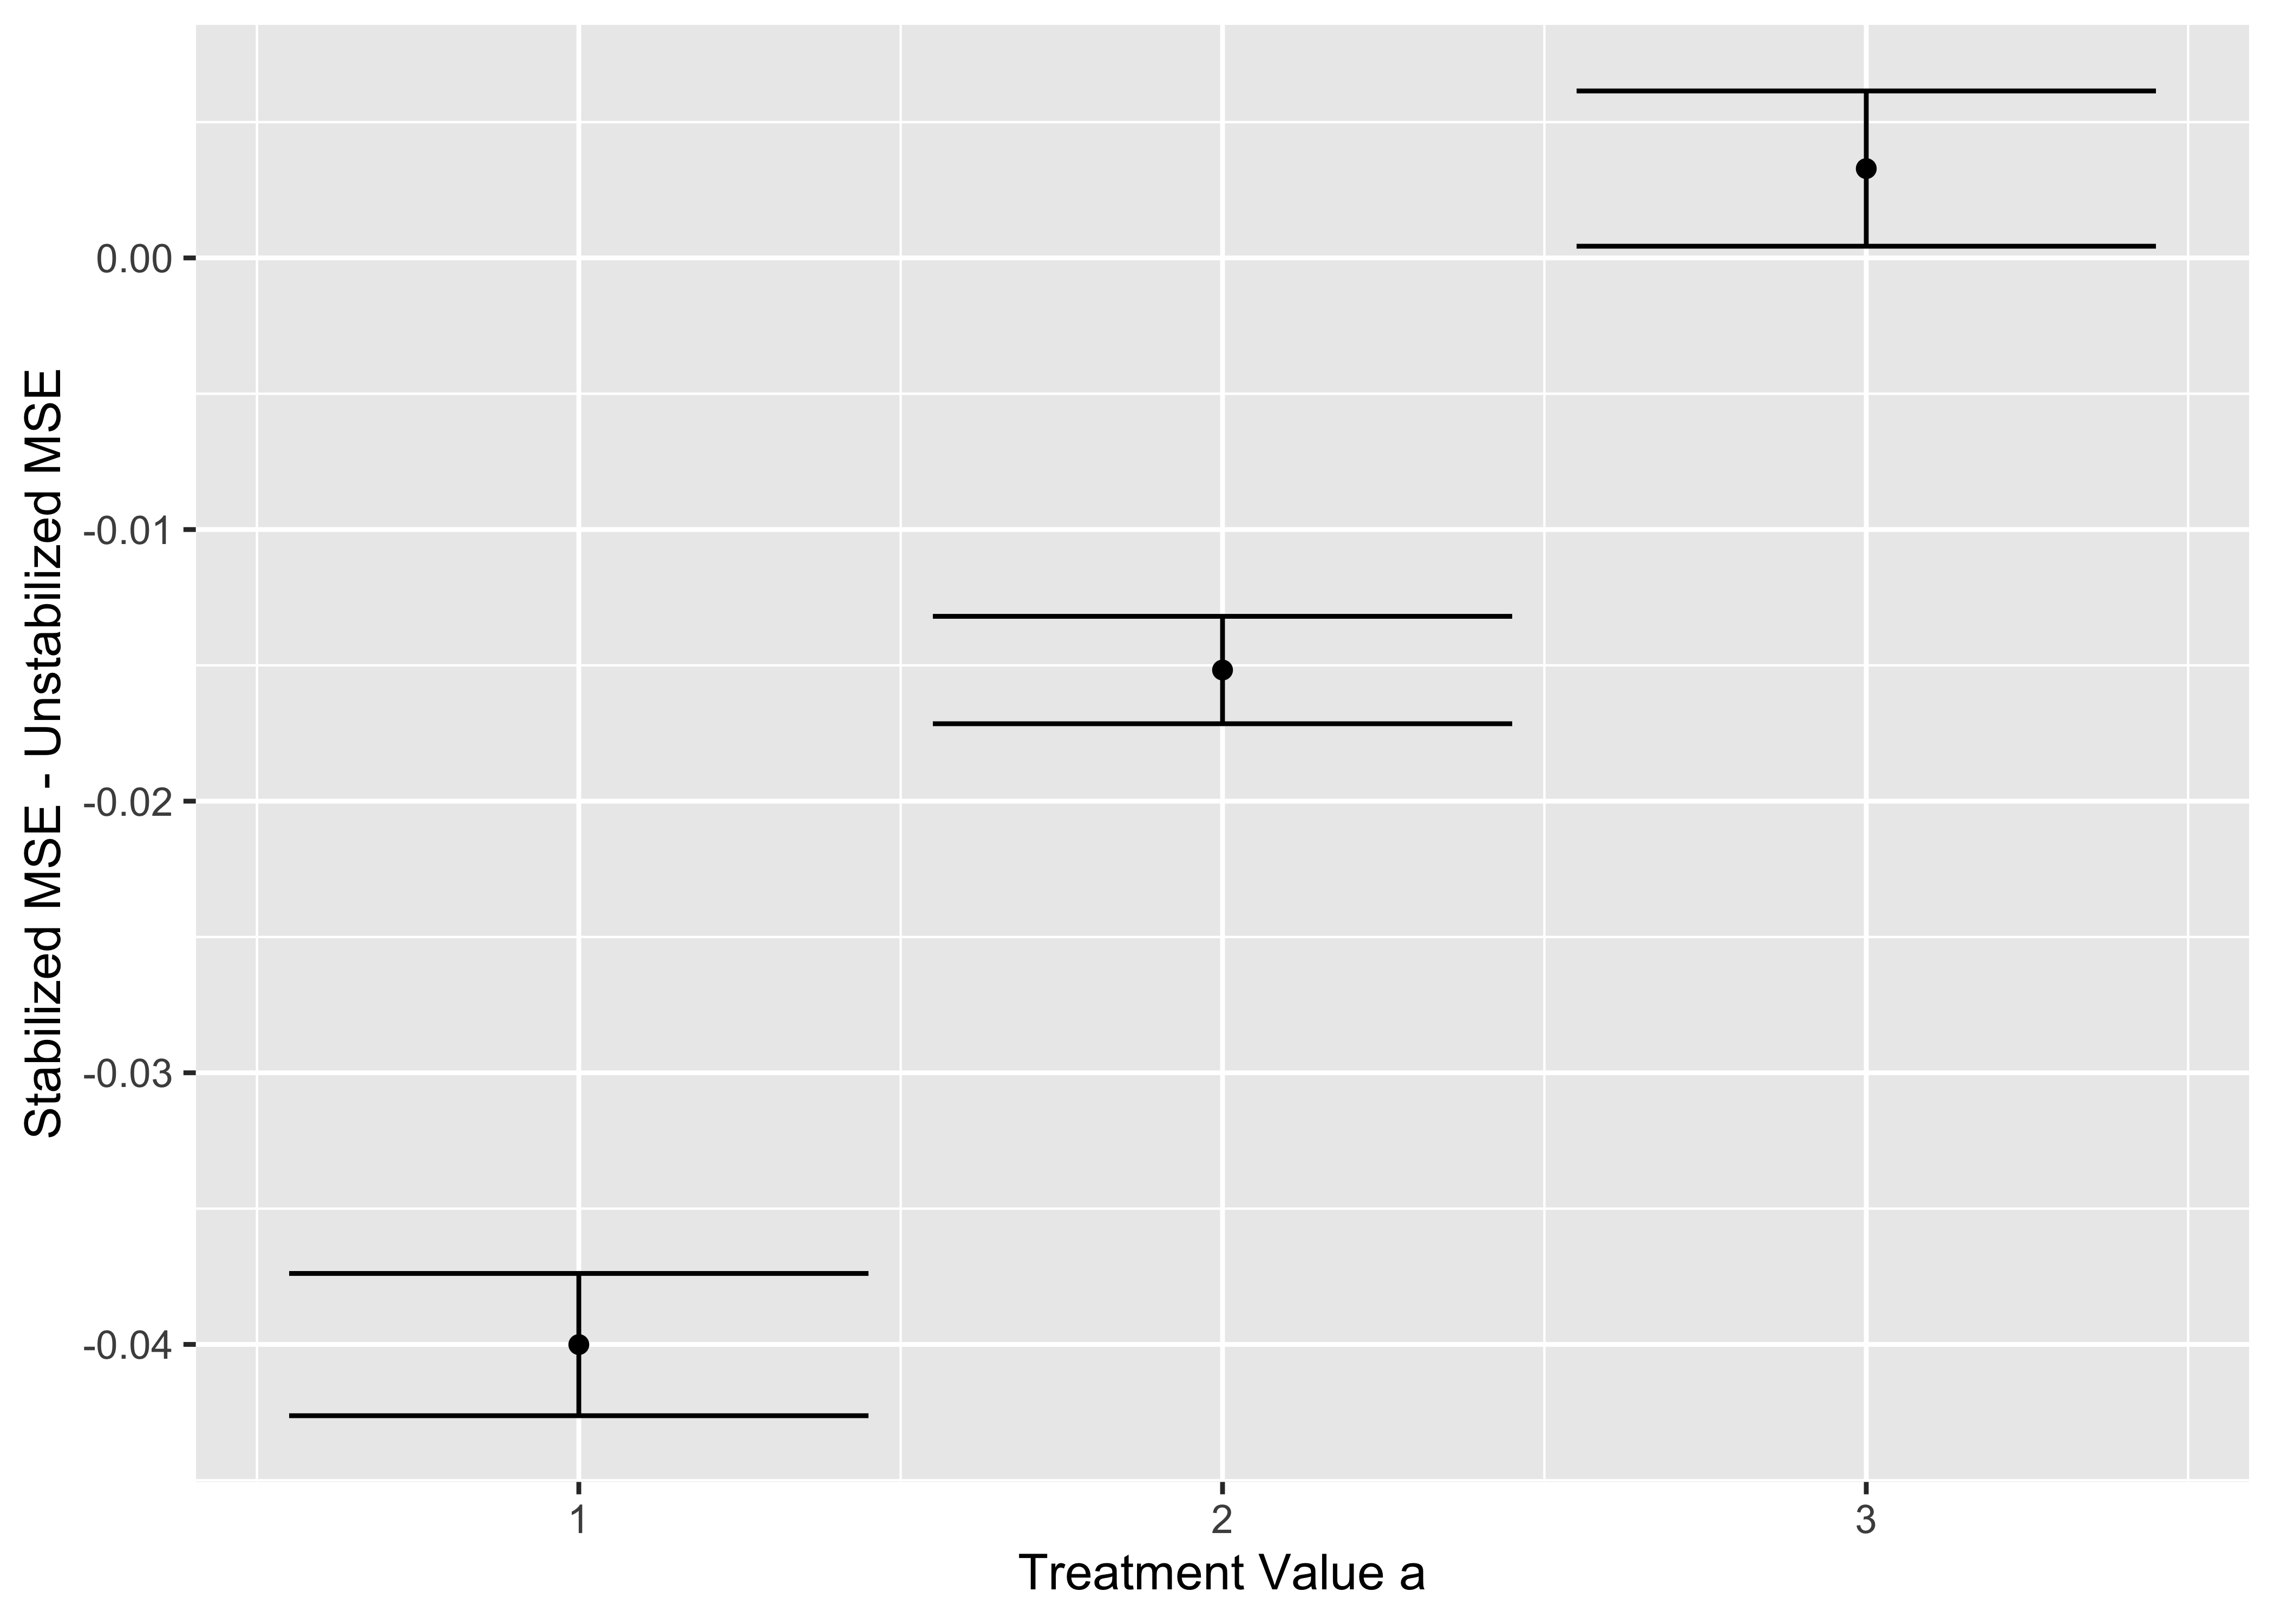 Stabilized MSE - Unstabilized MSE
0.00
-0.01
-0.02
-0.03
-0.04
1 2 3
Treatment Value a